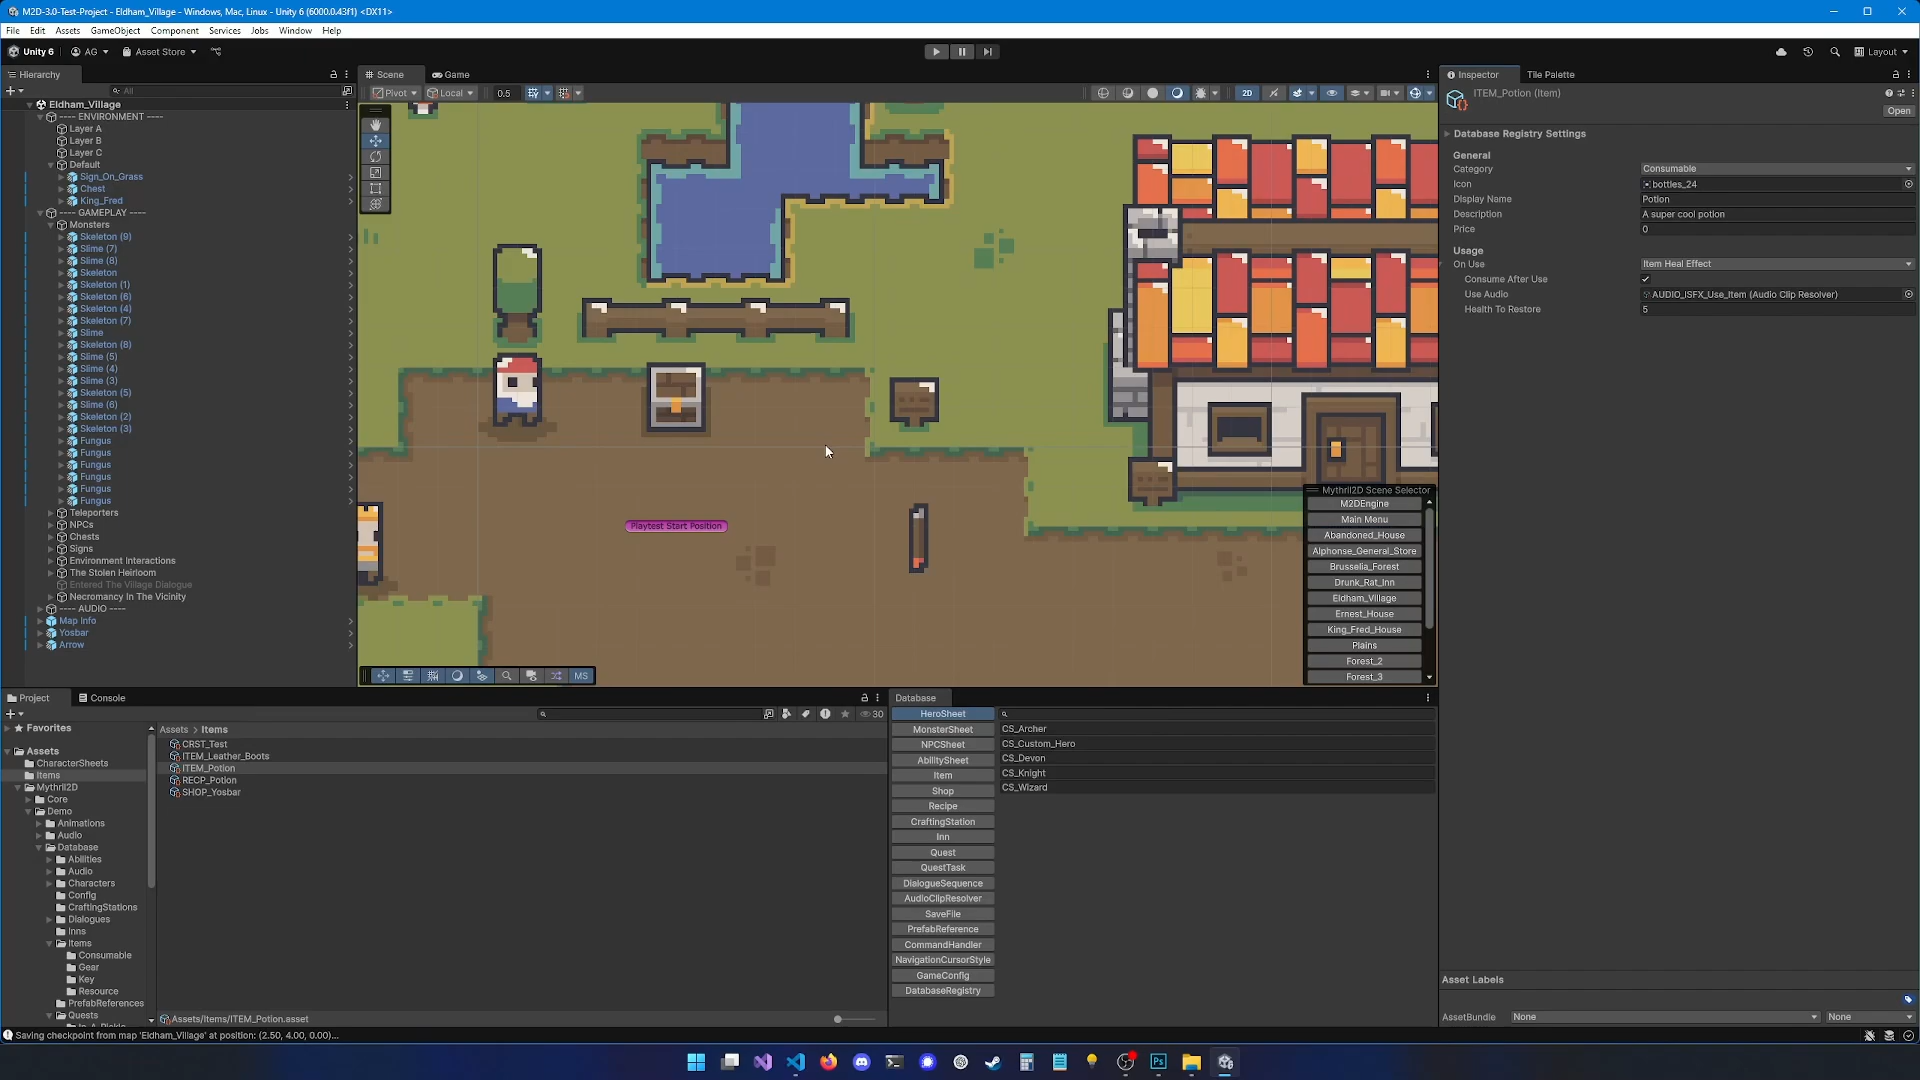 M2D-3.0-Test-Project - Eldham_Village - Windows, Mac, Linux - Unity 6 (6000.0.43f1) <DX11>
File Edit Assets GameObject Component Services Jobs Window Help
Unity 6 AG Asset Store Layout
Hierarchy
All
Eldham_Village
---- ENVIRONMENT ----
Layer A
Layer B
Layer C
Default
Sign_On_Grass
Chest
King_Fred
---- GAMEPLAY ----
Monsters
Skeleton (9)
Slime (7)
Slime (8)
Skeleton
Skeleton (1)
Skeleton (6)
Skeleton (4)
Skeleton (7)
Slime
Skeleton (8)
Slime (5)
Slime (4)
Slime (3)
Skeleton (5)
Slime (6)
Skeleton (2)
Skeleton (3)
Fungus
Fungus
Fungus
Fungus
Fungus
Fungus
Teleporters
NPCs
Chests
Signs
Environment Interactions
The Stolen Heirloom
Entered The Village Dialogue
Necromancy In The Vicinity
---- AUDIO ----
Map Info
Yosbar
Arrow
Scene Game
Pivot Local 0.5 2D
Playtest Start Position
MS
Mythril2D Scene Selector
M2DEngine
Main Menu
Abandoned_House
Alphonse_General_Store
Brusselia_Forest
Drunk_Rat_Inn
Eldham_Village
Ernest_House
King_Fred_House
Plains
Forest_2
Forest_3
Inspector Tile Palette
ITEM_Potion (Item)
Open
Database Registry Settings
General
Category Consumable
Icon bottles_24
Display Name Potion
Description A super cool potion
Price 0
Usage
On Use Item Heal Effect
Consume After Use
Use Audio AUDIO_ISFX_Use_Item (Audio Clip Resolver)
Health To Restore 5
Asset Labels
AssetBundle None None
Project Console
30
Favorites
Assets
CharacterSheets
Items
Mythril2D
Core
Demo
Animations
Audio
Database
Abilities
Audio
Characters
Config
CraftingStations
Dialogues
Inns
Items
Consumable
Gear
Key
Resource
PrefabReferences
Quests
Assets > Items
CRST_Test
ITEM_Leather_Boots
ITEM_Potion
RECP_Potion
SHOP_Yosbar
Assets/Items/ITEM_Potion.asset
Database
HeroSheet
MonsterSheet
NPCSheet
AbilitySheet
Item
Shop
Recipe
CraftingStation
Inn
Quest
QuestTask
DialogueSequence
AudioClipResolver
SaveFile
PrefabReference
CommandHandler
NavigationCursorStyle
GameConfig
DatabaseRegistry
CS_Archer
CS_Custom_Hero
CS_Devon
CS_Knight
CS_Wizard
Saving checkpoint from map 'Eldham_Village' at position: (2.50, 4.00, 0.00)...
Ps